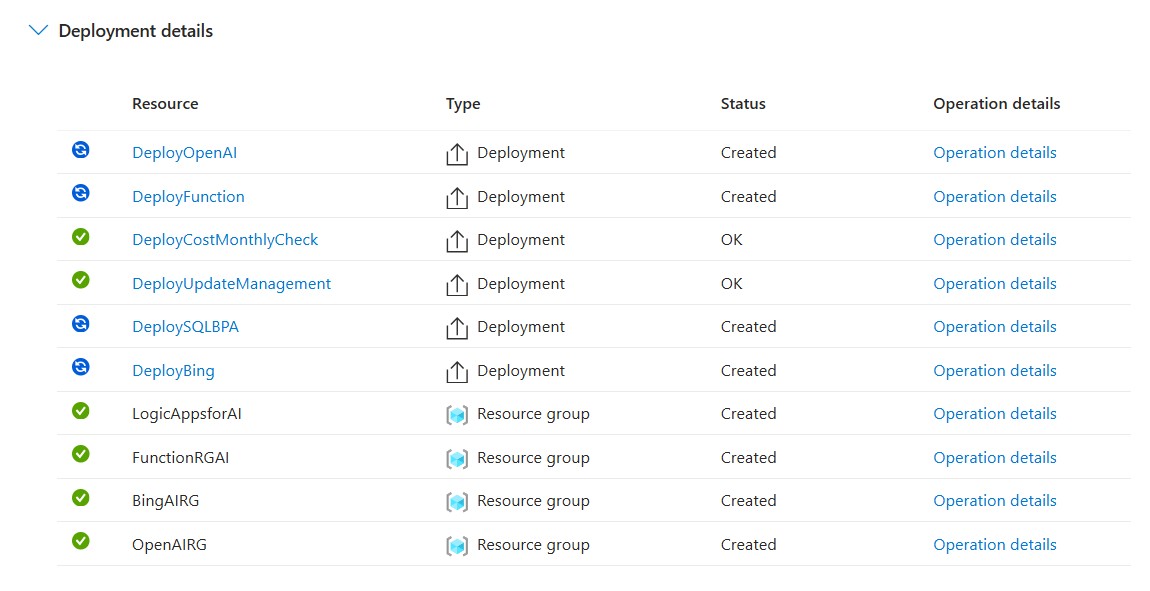 Deployment details
Resource Type Status Operation details
DeployOpenAI Deployment Created Operation details
DeployFunction Deployment Created Operation details
DeployCostMonthlyCheck Deployment OK Operation details
DeployUpdateManagement Deployment OK Operation details
DeploySQLBPA Deployment Created Operation details
DeployBing Deployment Created Operation details
LogicAppsforAI Resource group Created Operation details
FunctionRGAI Resource group Created Operation details
BingAIRG Resource group Created Operation details
OpenAIRG Resource group Created Operation details